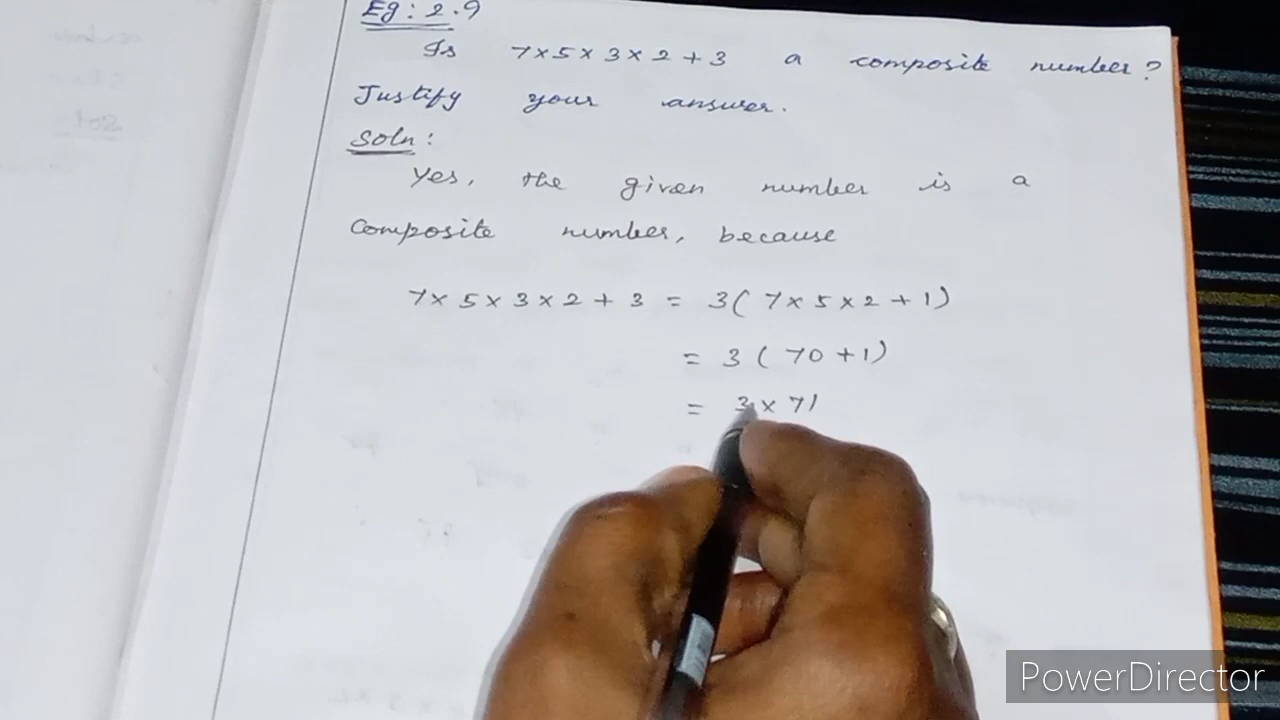 Eg: 2.9
Is 7×5×3×2+3 a composite number?
Justify your answer.
Soln:
Yes, the given number is a
composite number, because
7×5×3×2+3 = 3(7×5×2+1)
= 3(70+1)
= 3×71
PowerDirector